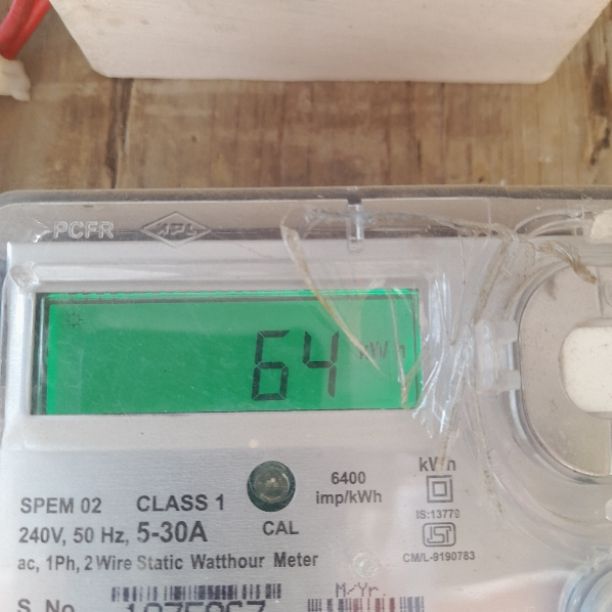 PCFR
64 kWh
6400
imp/kWh
kWh
SPEM 02 CLASS 1
240V, 50 Hz, 5-30A
CAL
IS:13779
CM/L-9190783
ac, 1Ph, 2 Wire Static Watthour Meter
M/Yr.
S. No.